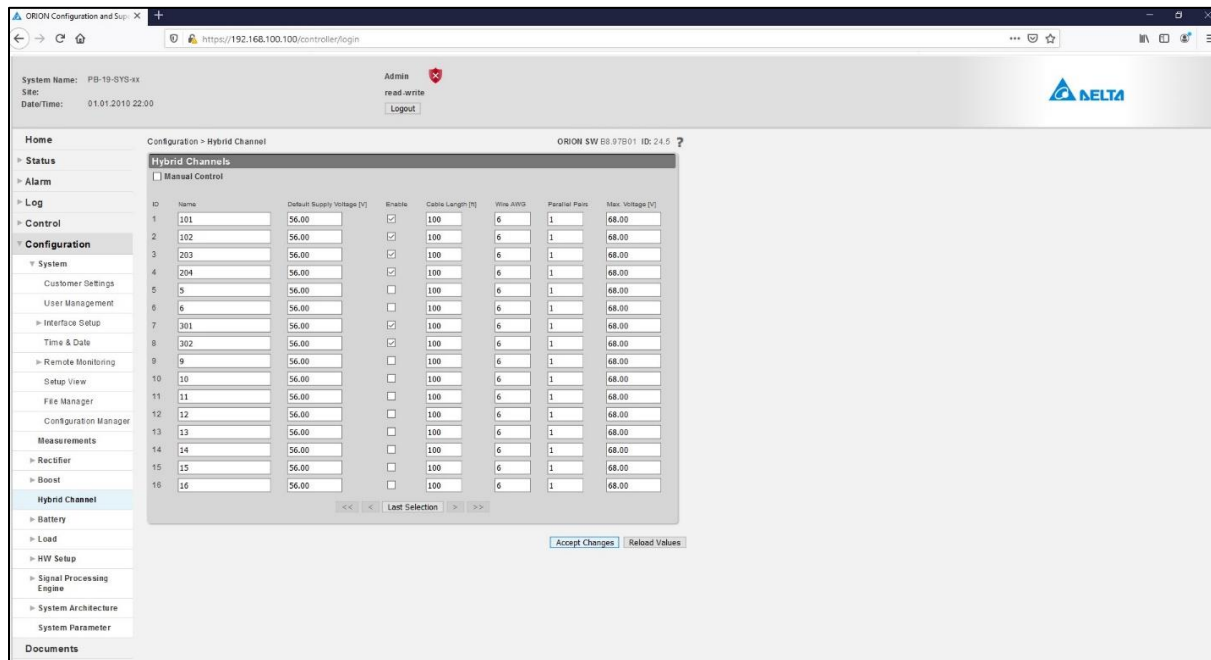 ORION Configuration and Sup
https://192.168.100.100/controller/login
System Name: PB-19-SYS-xx
Site:
Date/Time: 01.01.2010 22:00
Admin
read-write
Logout
DELTA
Home
Status
Alarm
Log
Control
Configuration
System
Customer Settings
User Management
Interface Setup
Time & Date
Remote Monitoring
Setup View
File Manager
Configuration Manager
Measurements
Rectifier
Boost
Hybrid Channel
Battery
Load
HW Setup
Signal Processing
Engine
System Architecture
System Parameter
Documents
Configuration > Hybrid Channel ORION SW B8.97B01 ID: 24.5 ?
Hybrid Channels
Manual Control
ID Name Default Supply Voltage [V] Enable Cable Length [ft] Wire AWG Parallel Pairs Max. Voltage [V]
1 101 56.00 100 6 1 68.00
2 102 56.00 100 6 1 68.00
3 203 56.00 100 6 1 68.00
4 204 56.00 100 6 1 68.00
5 5 56.00 100 6 1 68.00
6 6 56.00 100 6 1 68.00
7 301 56.00 100 6 1 68.00
8 302 56.00 100 6 1 68.00
9 9 56.00 100 6 1 68.00
10 10 56.00 100 6 1 68.00
11 11 56.00 100 6 1 68.00
12 12 56.00 100 6 1 68.00
13 13 56.00 100 6 1 68.00
14 14 56.00 100 6 1 68.00
15 15 56.00 100 6 1 68.00
16 16 56.00 100 6 1 68.00
<< < Last Selection > >>
Accept Changes Reload Values